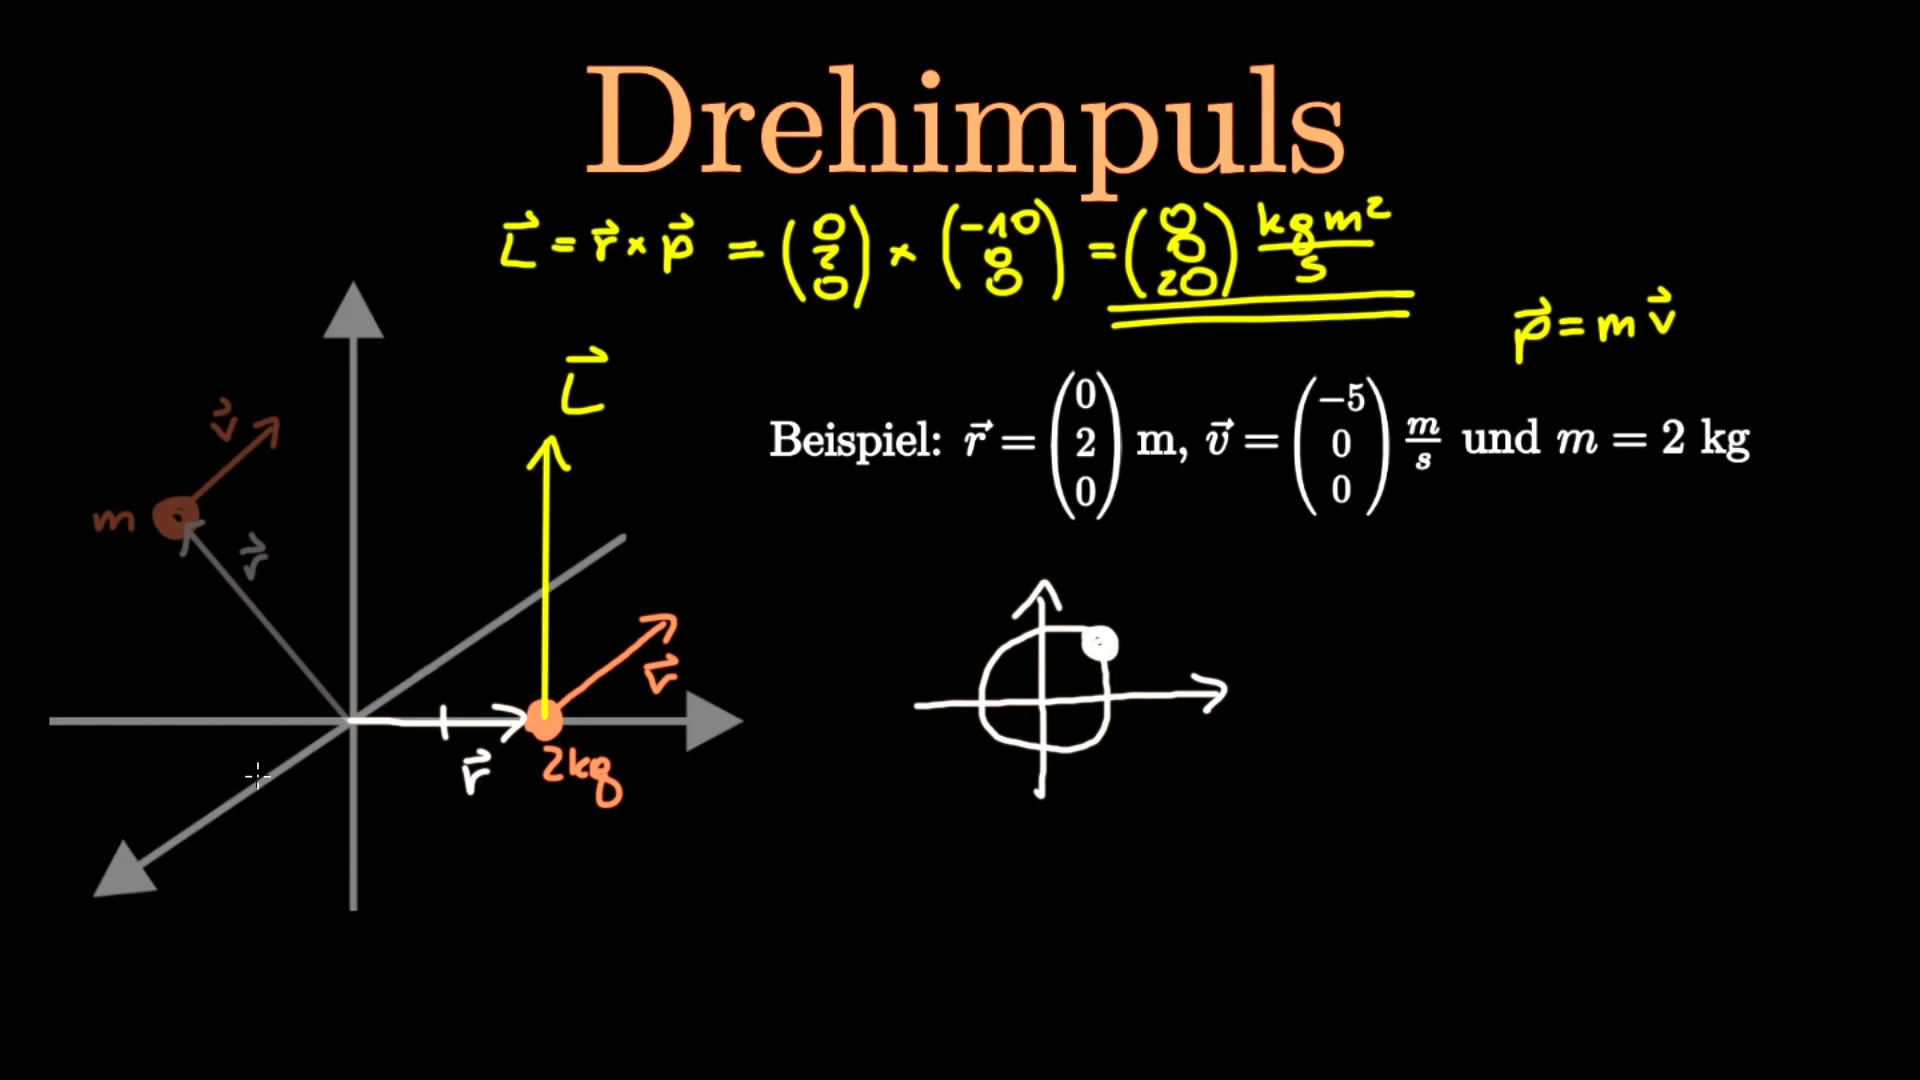 Drehimpuls
L⃗ = r⃗ × p⃗ = (0 2 0) × (-10 0 0) = (0 0 20) kg m²/s
p⃗ = m v⃗
L⃗
Beispiel: r⃗ = (0 2 0) m, v⃗ = (−5 0 0) m/s und m = 2 kg
v⃗
m
r⃗
v⃗
r⃗
2kg